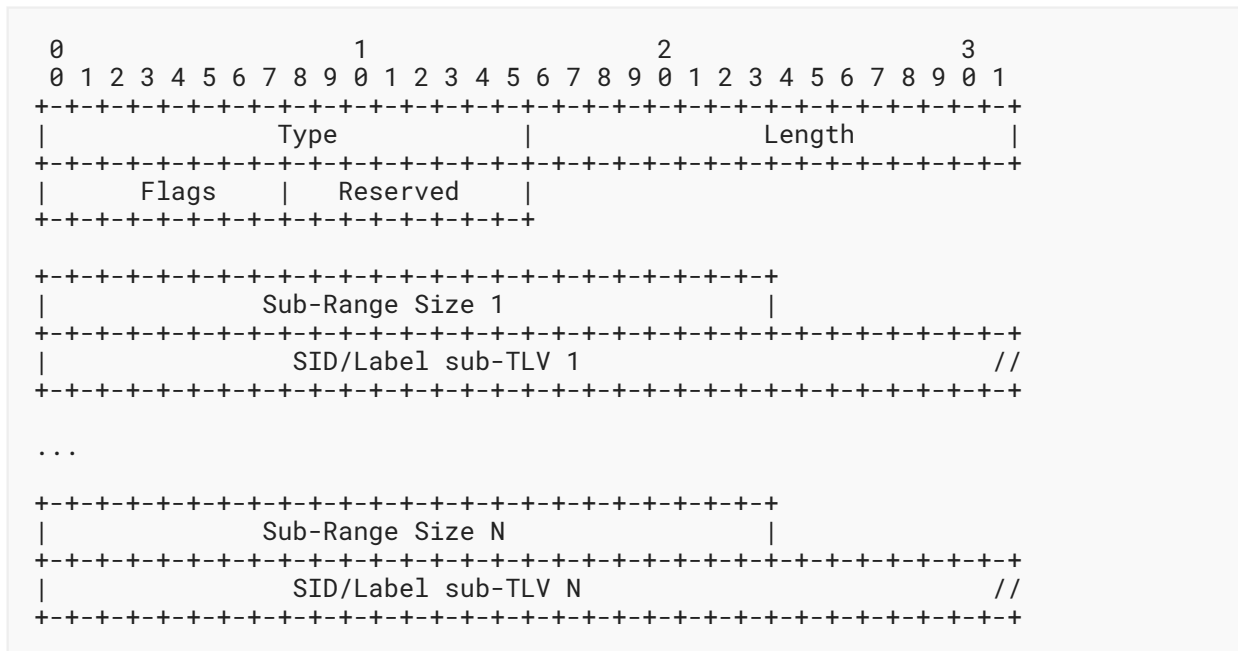 0                   1                   2                   3
 0 1 2 3 4 5 6 7 8 9 0 1 2 3 4 5 6 7 8 9 0 1 2 3 4 5 6 7 8 9 0 1
+-+-+-+-+-+-+-+-+-+-+-+-+-+-+-+-+-+-+-+-+-+-+-+-+-+-+-+-+-+-+-+-+
|               Type            |               Length          |
+-+-+-+-+-+-+-+-+-+-+-+-+-+-+-+-+-+-+-+-+-+-+-+-+-+-+-+-+-+-+-+-+
|      Flags    |   Reserved    |
+-+-+-+-+-+-+-+-+-+-+-+-+-+-+-+-+

+-+-+-+-+-+-+-+-+-+-+-+-+-+-+-+-+-+-+-+-+-+-+-+-+
|              Sub-Range Size 1                 |
+-+-+-+-+-+-+-+-+-+-+-+-+-+-+-+-+-+-+-+-+-+-+-+-+-+-+-+-+-+-+-+-+
|                SID/Label sub-TLV 1                           //
+-+-+-+-+-+-+-+-+-+-+-+-+-+-+-+-+-+-+-+-+-+-+-+-+-+-+-+-+-+-+-+-+

...

+-+-+-+-+-+-+-+-+-+-+-+-+-+-+-+-+-+-+-+-+-+-+-+-+
|              Sub-Range Size N                 |
+-+-+-+-+-+-+-+-+-+-+-+-+-+-+-+-+-+-+-+-+-+-+-+-+-+-+-+-+-+-+-+-+
|                SID/Label sub-TLV N                           //
+-+-+-+-+-+-+-+-+-+-+-+-+-+-+-+-+-+-+-+-+-+-+-+-+-+-+-+-+-+-+-+-+